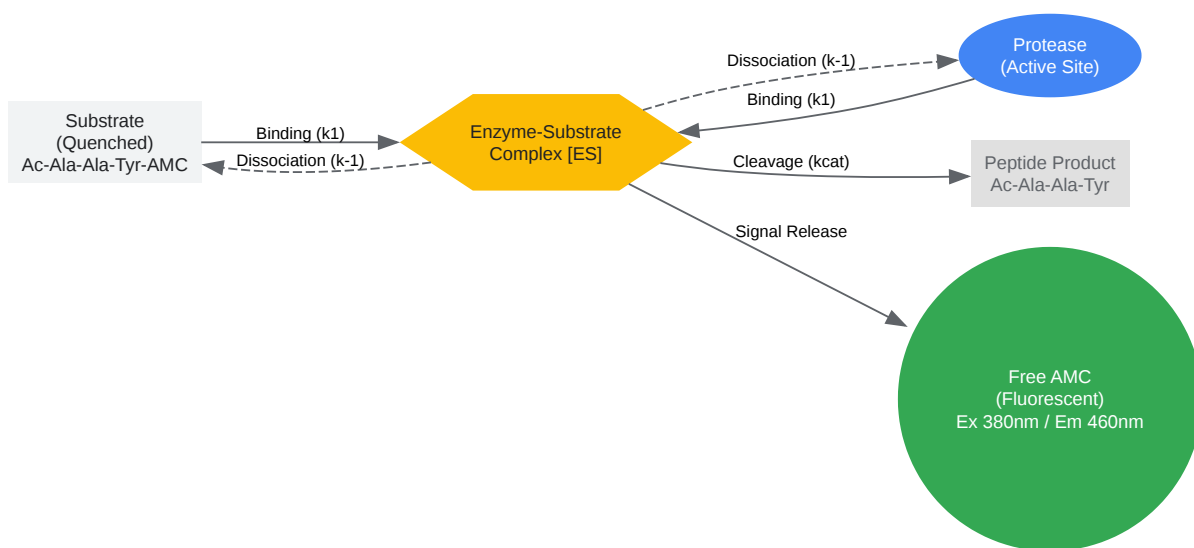 Substrate
(Quenched)
Ac-Ala-Ala-Tyr-AMC
Binding (k1)
Dissociation (k-1)
Enzyme-Substrate
Complex [ES]
Dissociation (k-1)
Binding (k1)
Cleavage (kcat)
Signal Release
Protease
(Active Site)
Peptide Product
Ac-Ala-Ala-Tyr
Free AMC
(Fluorescent)
Ex 380nm / Em 460nm